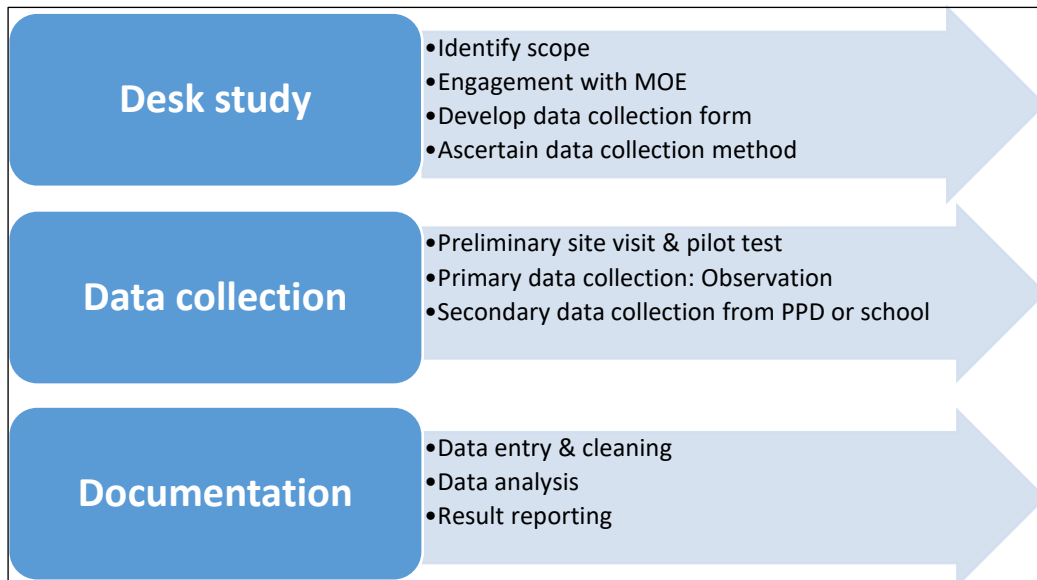 Desk study
•Identify scope
•Engagement with MOE
•Develop data collection form
•Ascertain data collection method
Data collection
•Preliminary site visit & pilot test
•Primary data collection: Observation
•Secondary data collection from PPD or school
Documentation
•Data entry & cleaning
•Data analysis
•Result reporting